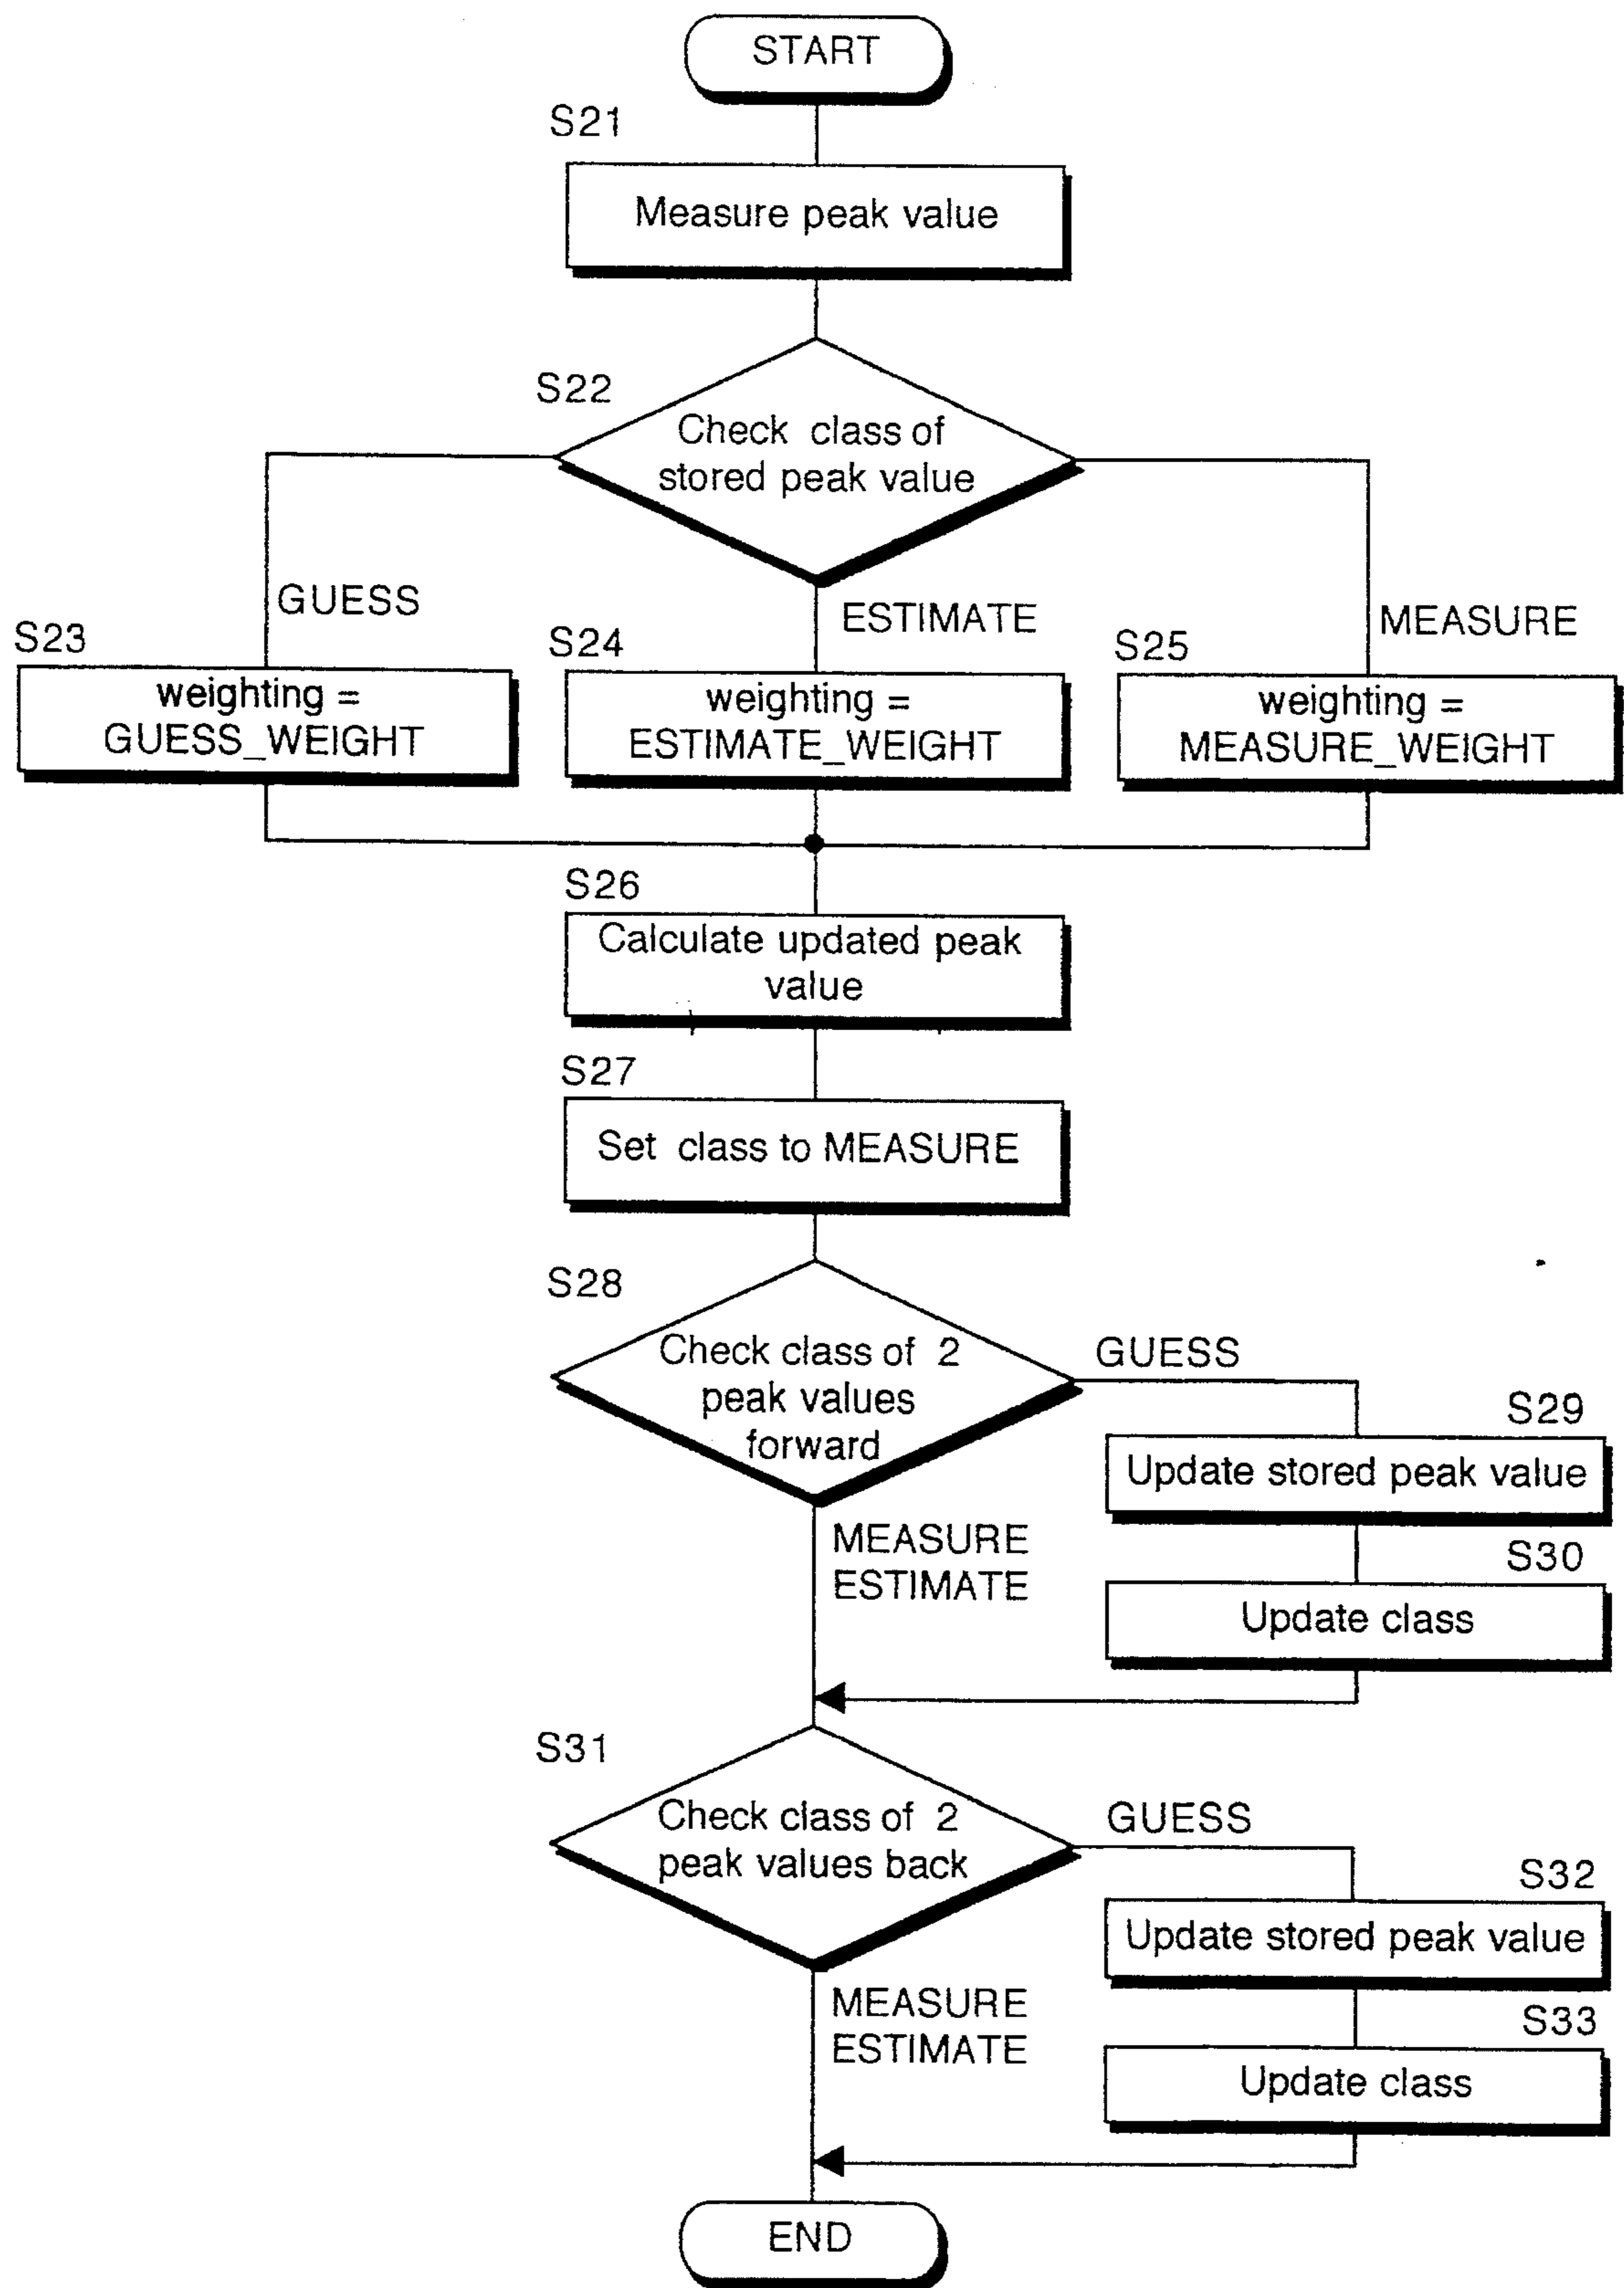 START
S21
Measure peak value
S22
Check class of
stored peak value
GUESS
ESTIMATE
MEASURE
S23
weighting =
GUESS_WEIGHT
S24
weighting =
ESTIMATE_WEIGHT
S25
weighting =
MEASURE_WEIGHT
S26
Calculate updated peak
value
S27
Set class to MEASURE
S28
Check class of 2
peak values
forward
GUESS
S29
Update stored peak value
MEASURE
ESTIMATE
S30
Update class
S31
Check class of 2
peak values back
GUESS
S32
Update stored peak value
MEASURE
ESTIMATE
S33
Update class
END